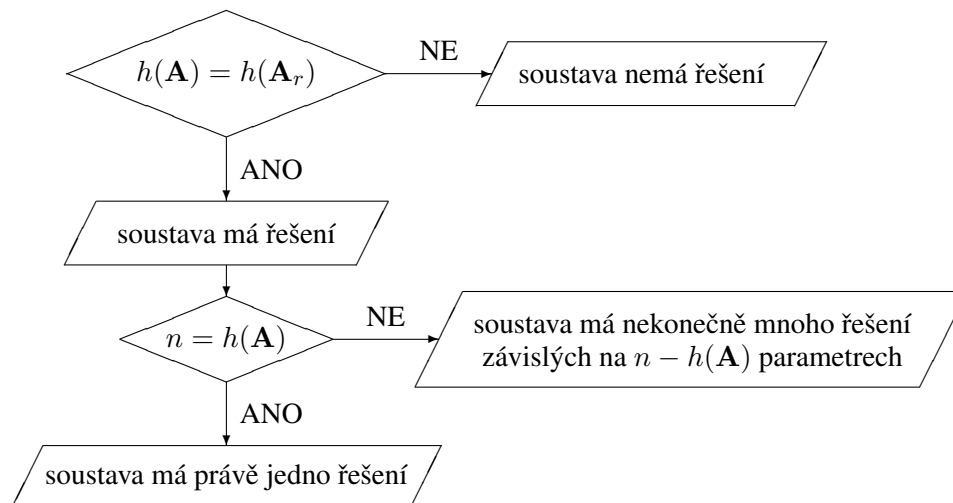 h(A) = h(A_r)
NE
soustava nemá řešení
ANO
soustava má řešení
n = h(A)
NE
soustava má nekonečně mnoho řešení
závislých na n − h(A) parametrech
ANO
soustava má právě jedno řešení